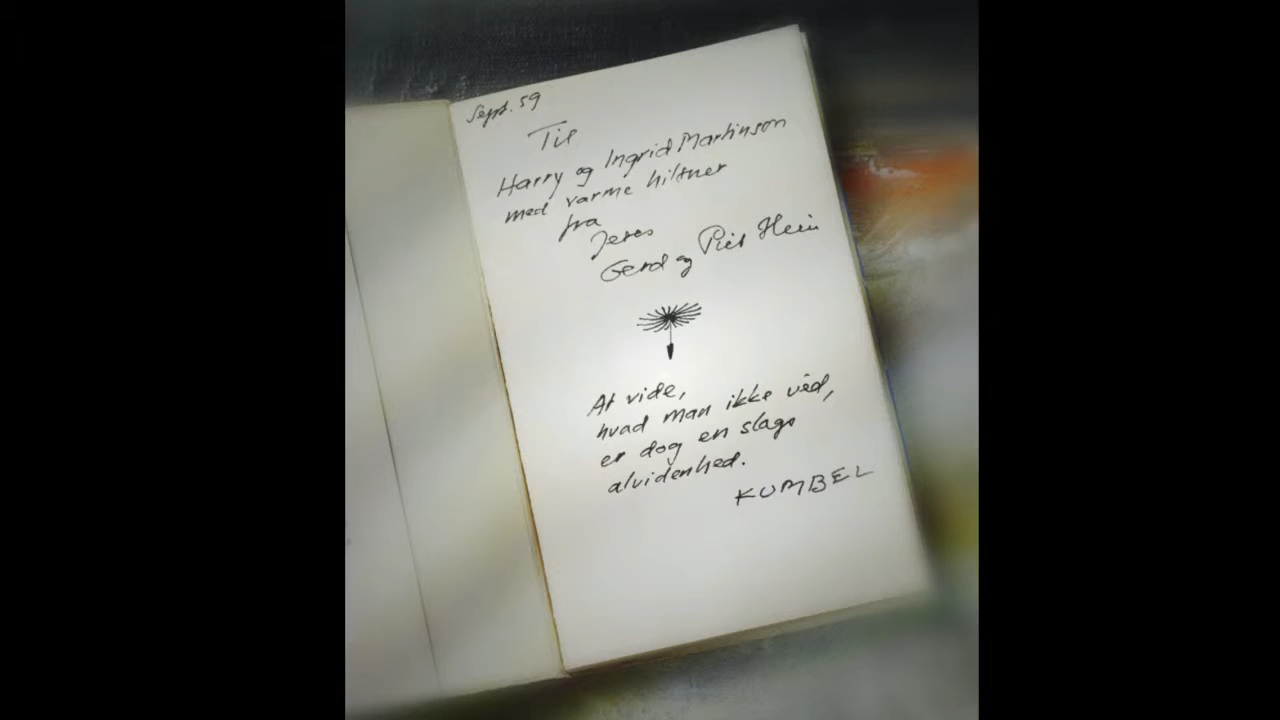 Sept. 59
Til
Harry og Ingrid Martinson
med varme hilsner
fra
Jeres
Gerd og Piet Hein
At vide,
hvad man ikke véd,
er dog en slags
alvidenhed.
KUMBEL